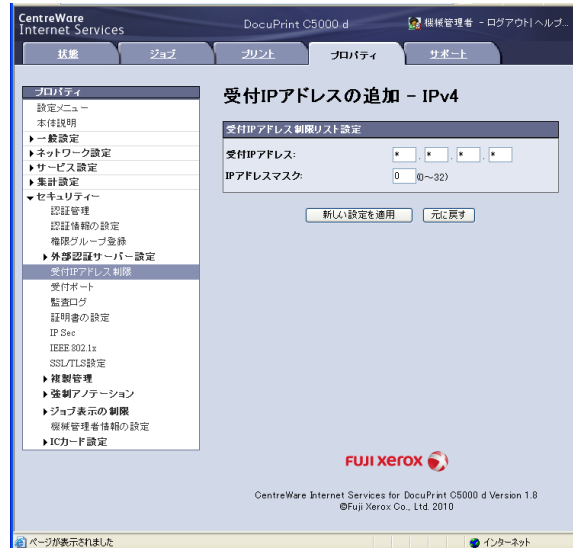 CentreWare
Internet Services
DocuPrint C5000 d
機械管理者 - ログアウト| ヘルプ...
状態
ジョブ
プリント
プロパティ
サポート
プロパティ
設定メニュー
本体説明
一般設定
ネットワーク設定
サービス設定
集計設定
セキュリティー
認証管理
認証情報の設定
権限グループ登録
外部認証サーバー設定
受付IPアドレス制限
受付ポート
監査ログ
証明書の設定
IP Sec
IEEE 802.1x
SSL/TLS設定
複製管理
強制アノテーション
ジョブ表示の制限
機械管理者情報の設定
ICカード設定
受付IPアドレスの追加 - IPv4
受付IPアドレス制限リスト設定
受付IPアドレス: * . * . * . *
IPアドレスマスク: 0 (0～32)
新しい設定を適用
元に戻す
FUJI XEROX
CentreWare Internet Services for DocuPrint C5000 d Version 1.8
©Fuji Xerox Co., Ltd. 2010
ページが表示されました
インターネット